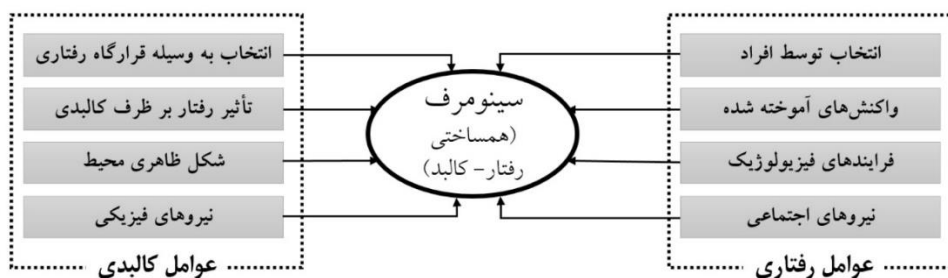 انتخاب توسط افراد
واکنش‌های آموخته شده
فرایندهای فیزیولوژیک
نیروهای اجتماعی
عوامل رفتاری
سینومرف
(همساختی
رفتار- کالبد)
انتخاب به وسیله قرارگاه رفتاری
تأثیر رفتار بر ظرف کالبدی
شکل ظاهری محیط
نیروهای فیزیکی
عوامل کالبدی